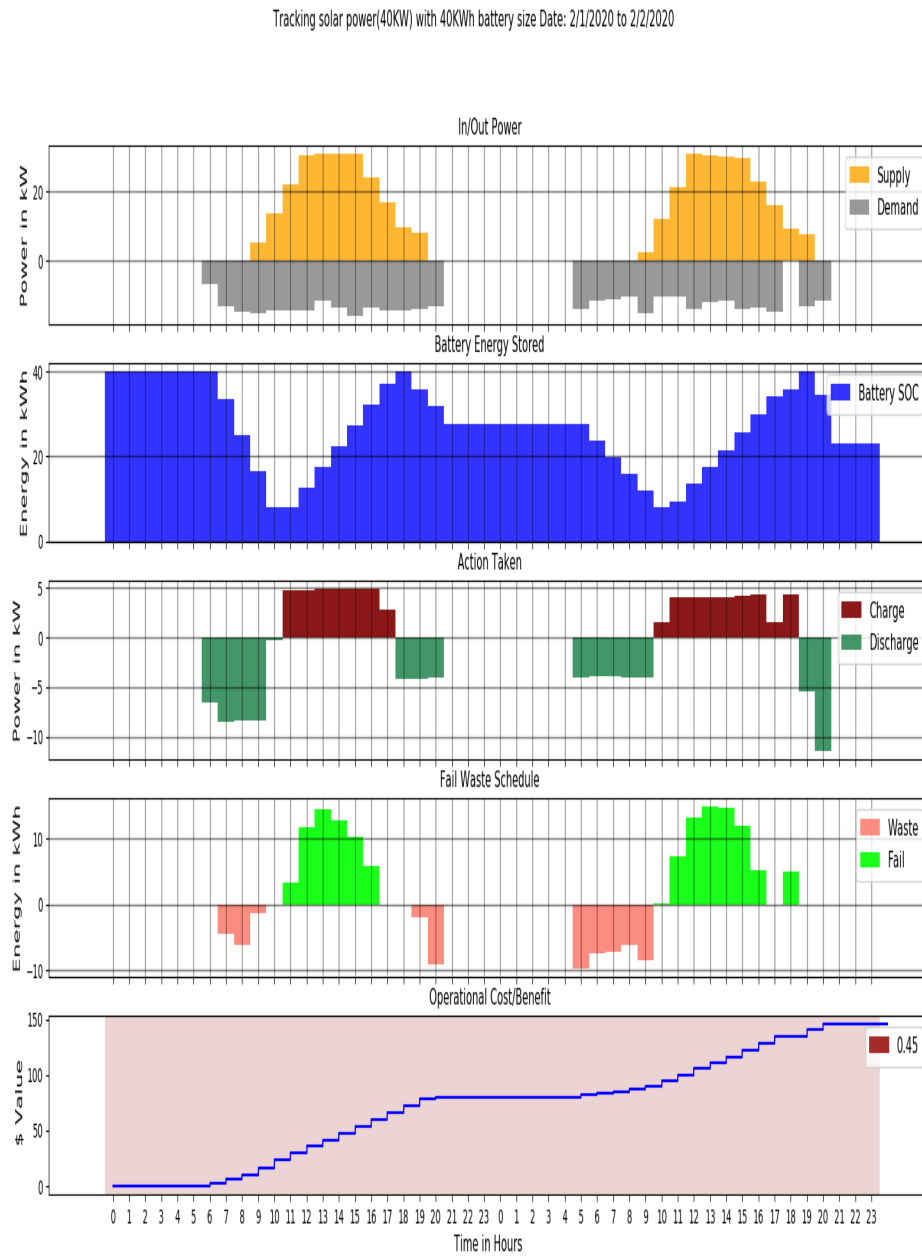 Tracking solar power(40KW) with 40KWh battery size Date: 2/1/2020 to 2/2/2020
In/Out Power
Power in kW
20
0
Supply
Demand
Battery Energy Stored
Energy in kWh
40
20
0
Battery SOC
Action Taken
Power in kW
5
0
−5
−10
Charge
Discharge
Fail Waste Schedule
Energy in kWh
10
0
−10
Waste
Fail
Operational Cost/Benefit
$ Value
150
100
50
0
0.45
0 1 2 3 4 5 6 7 8 9 10 11 12 13 14 15 16 17 18 19 20 21 22 23 0 1 2 3 4 5 6 7 8 9 10 11 12 13 14 15 16 17 18 19 20 21 22 23
Time in Hours